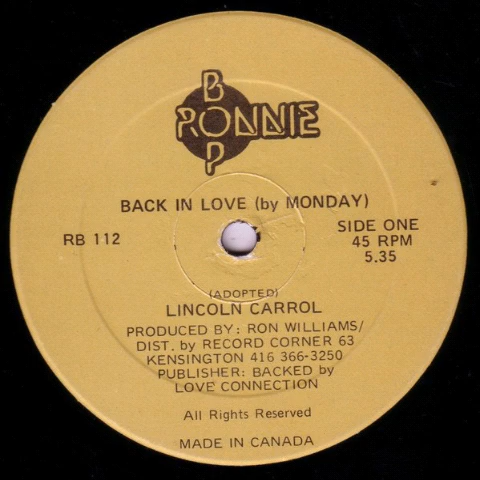 BOP
RONNIE
BACK IN LOVE (by MONDAY)
RB 112
SIDE ONE
45 RPM
5.35
(ADOPTED)
LINCOLN CARROL
PRODUCED BY: RON WILLIAMS/
DIST. by RECORD CORNER 63
KENSINGTON 416 366-3250
PUBLISHER: BACKED by
LOVE CONNECTION
All Rights Reserved
MADE IN CANADA